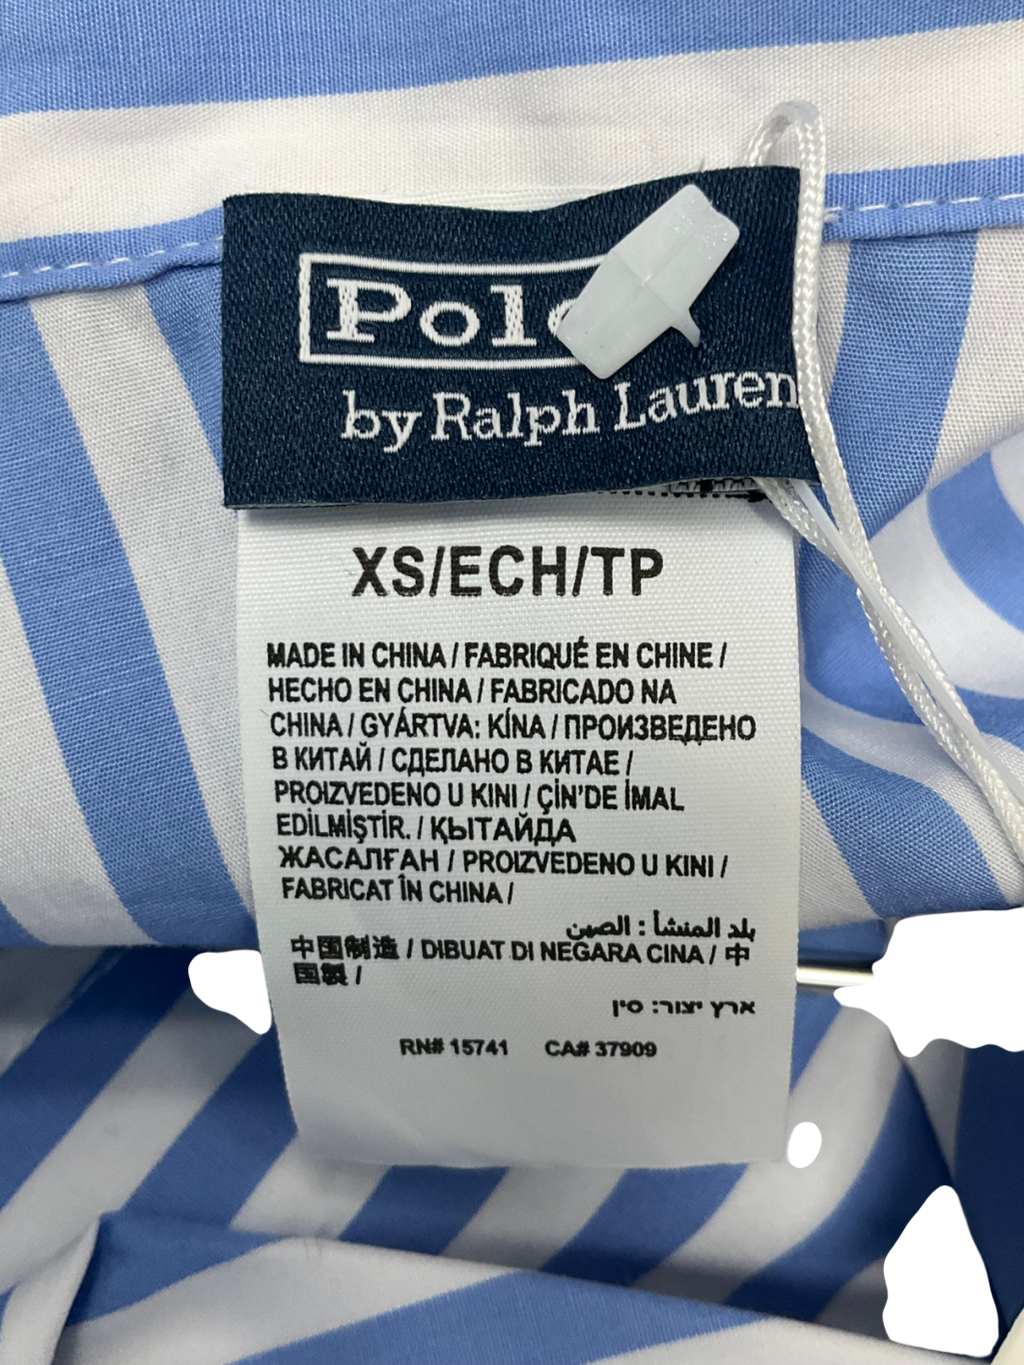 Polo
by Ralph Lauren
XS/ECH/TP
MADE IN CHINA / FABRIQUÉ EN CHINE /
HECHO EN CHINA / FABRICADO NA
CHINA / GYÁRTVA: KÍNA / ПРОИЗВЕДЕНО
В КИТАЙ / СДЕЛАНО В КИТАЕ /
PROIZVEDENO U KINI / ÇİN’DE İMAL
EDİLMİŞTİR. / ҚЫТАЙДА
ЖАСАЛҒАН / PROIZVEDENO U KINI /
FABRICAT ÎN CHINA /
بلد المنشأ : الصين
中国制造 / DIBUAT DI NEGARA CINA / 中
国製 /
ארץ יצור: סין
RN# 15741 CA# 37909